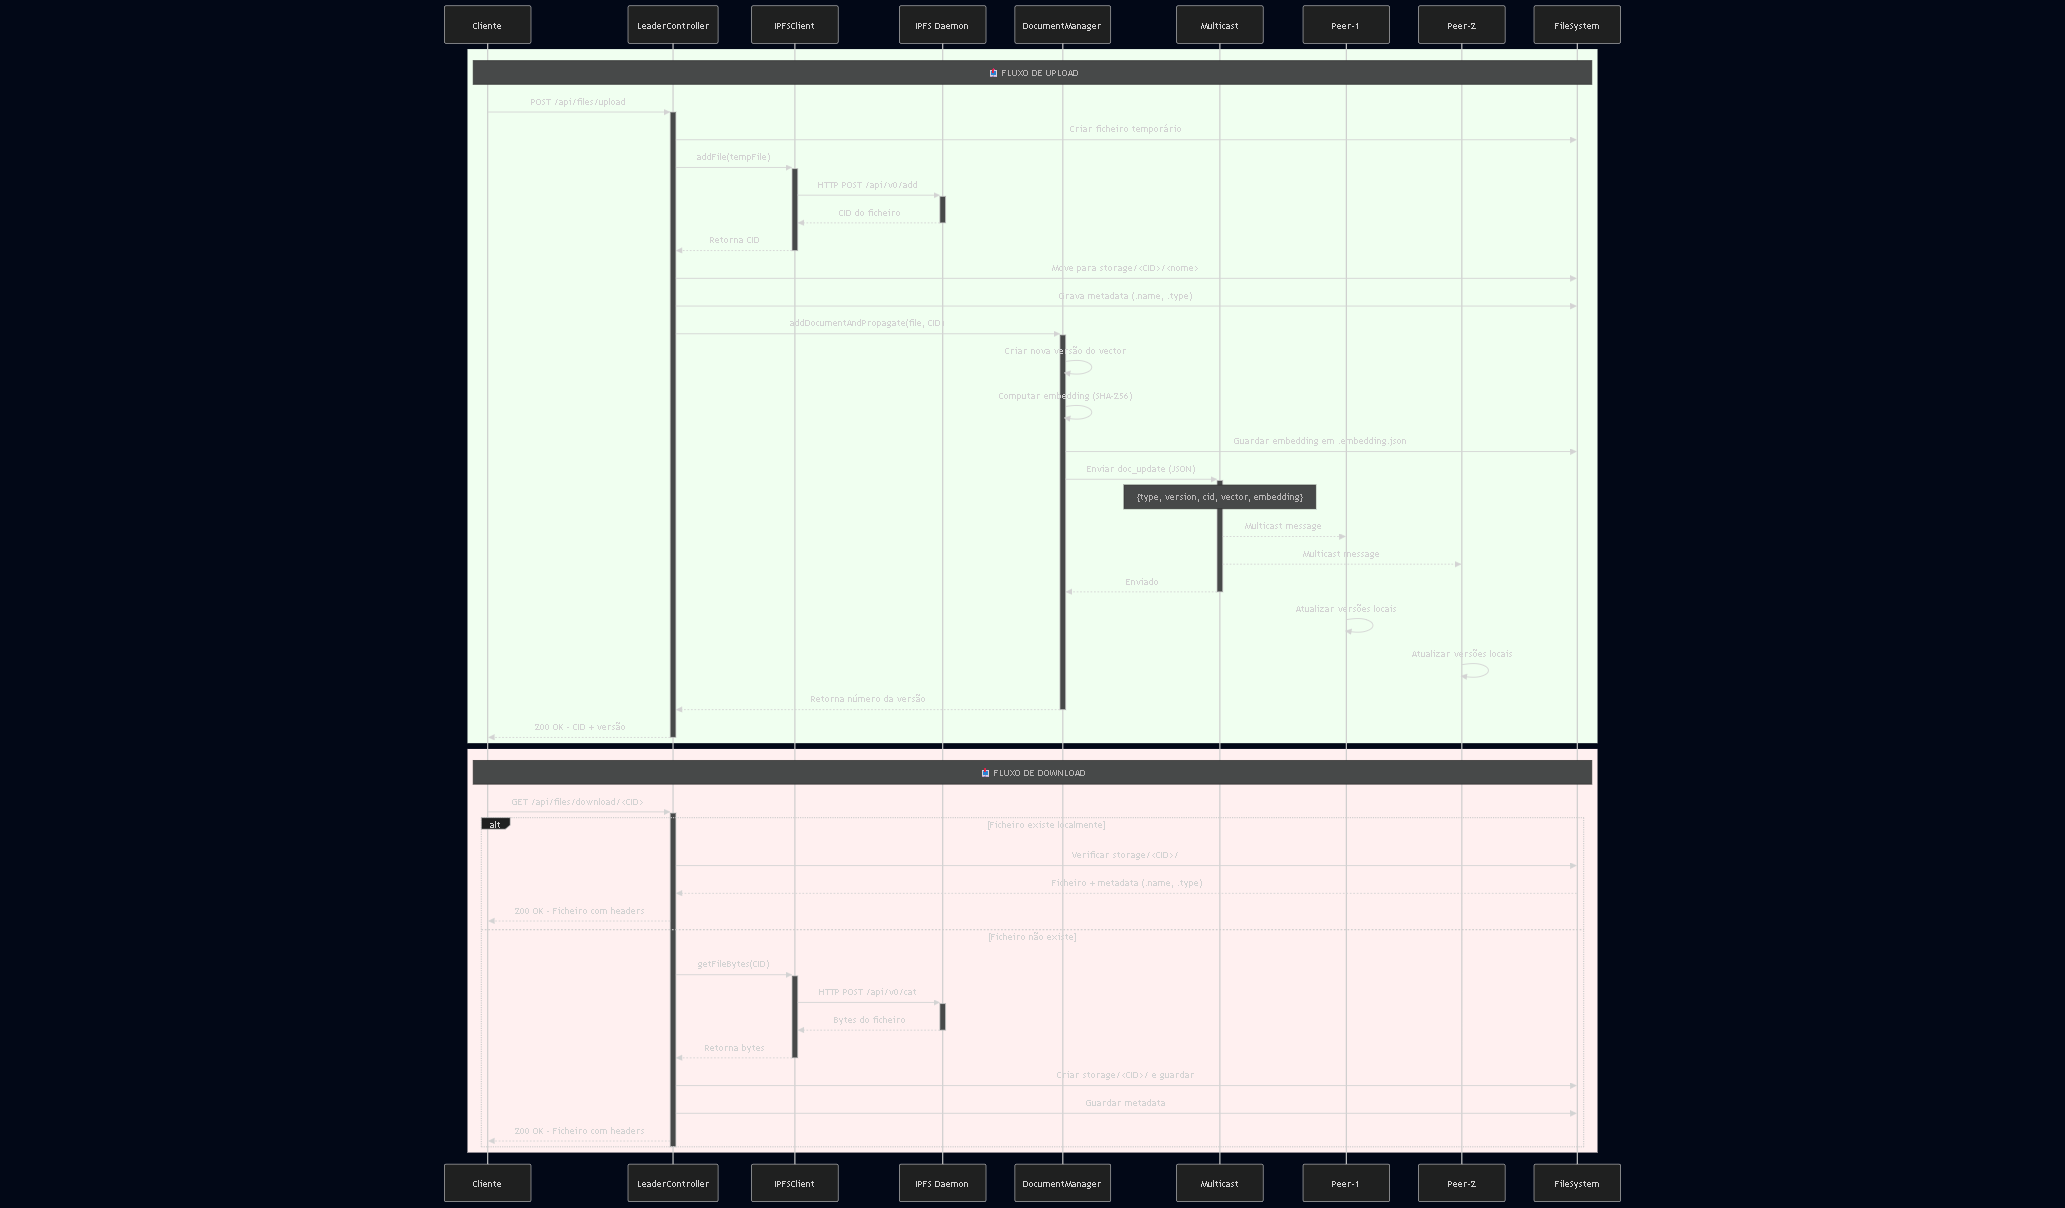 Cliente
LeaderController
IPFSClient
IPFS Daemon
DocumentManager
Multicast
Peer-1
Peer-2
FileSystem
FLUXO DE UPLOAD
POST /api/files/upload
Criar ficheiro temporário
addFile(tempFile)
HTTP POST /api/v0/add
CID do ficheiro
Retorna CID
Move para storage/<CID>/<nome>
Grava metadata (.name, .type)
addDocumentAndPropagate(file, CID)
Criar nova versão do vector
Computar embedding (SHA-256)
Guardar embedding em .embedding.json
Enviar doc_update (JSON)
{type, version, cid, vector, embedding}
Multicast message
Multicast message
Enviado
Atualizar versões locais
Atualizar versões locais
Retorna número da versão
200 OK - CID + versão
FLUXO DE DOWNLOAD
GET /api/files/download/<CID>
alt
[Ficheiro existe localmente]
Verificar storage/<CID>/
Ficheiro + metadata (.name, .type)
200 OK - Ficheiro com headers
[Ficheiro não existe]
getFileBytes(CID)
HTTP POST /api/v0/cat
Bytes do ficheiro
Retorna bytes
Criar storage/<CID>/ e guardar
Guardar metadata
200 OK - Ficheiro com headers
Cliente
LeaderController
IPFSClient
IPFS Daemon
DocumentManager
Multicast
Peer-1
Peer-2
FileSystem